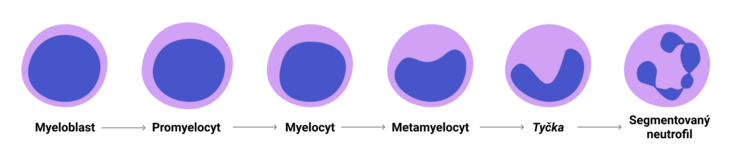 Myeloblast
Promyelocyt
Myelocyt
Metamyelocyt
Tyčka
Segmentovaný
neutrofil